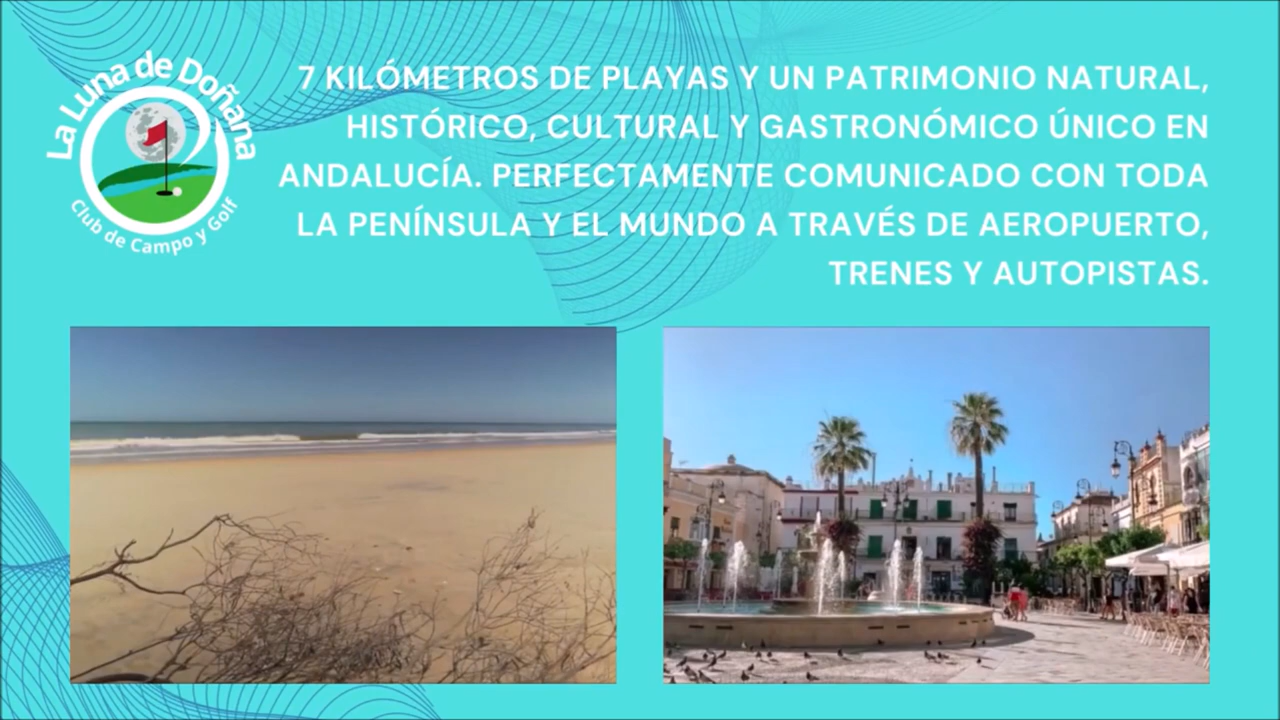 La Luna de Doñana
Club de Campo y Golf
7 KILÓMETROS DE PLAYAS Y UN PATRIMONIO NATURAL,
HISTÓRICO, CULTURAL Y GASTRONÓMICO ÚNICO EN
ANDALUCÍA. PERFECTAMENTE COMUNICADO CON TODA
LA PENÍNSULA Y EL MUNDO A TRAVÉS DE AEROPUERTO,
TRENES Y AUTOPISTAS.